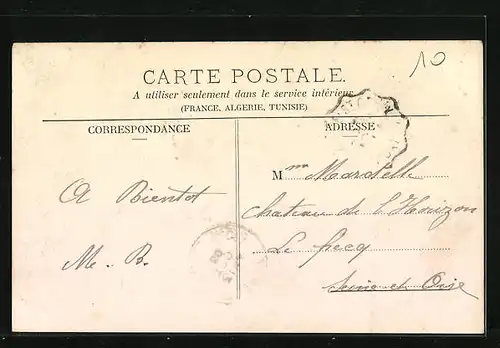 10
CARTE POSTALE.
A utiliser seulement dans le service intérieur
(FRANCE, ALGERIE, TUNISIE)
CORRESPONDANCE
ADRESSE
A Bientot
M. B.
Mme Mardelle
chateau de l'Horizon
Le pecq
Seine et Oise